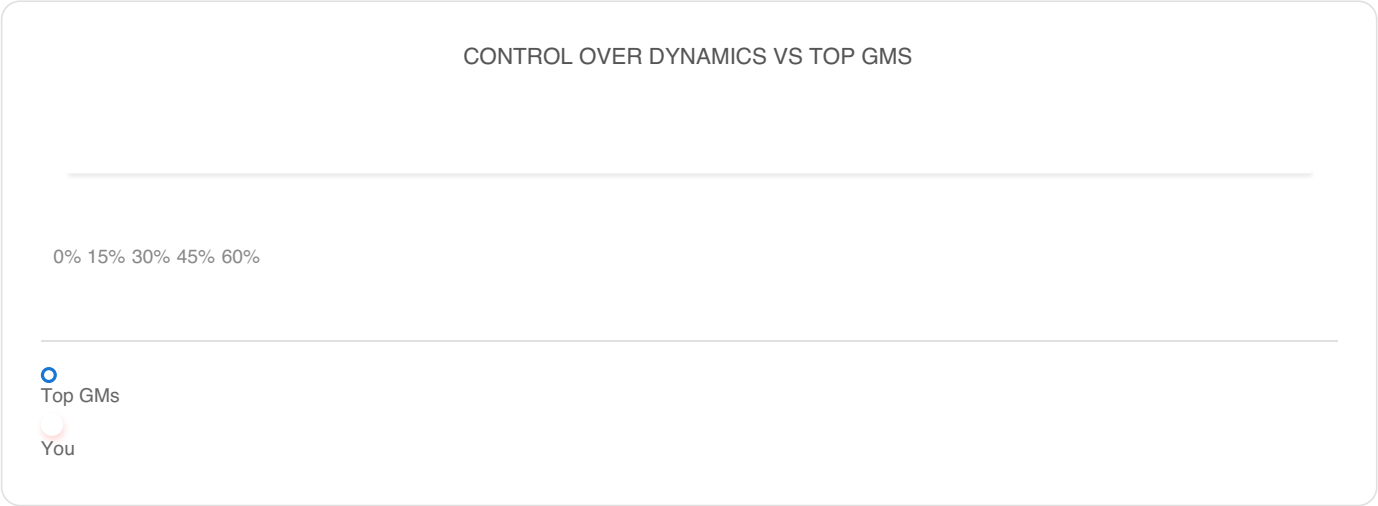 CONTROL OVER DYNAMICS VS TOP GMS
0% 15% 30% 45% 60%
Top GMs
You